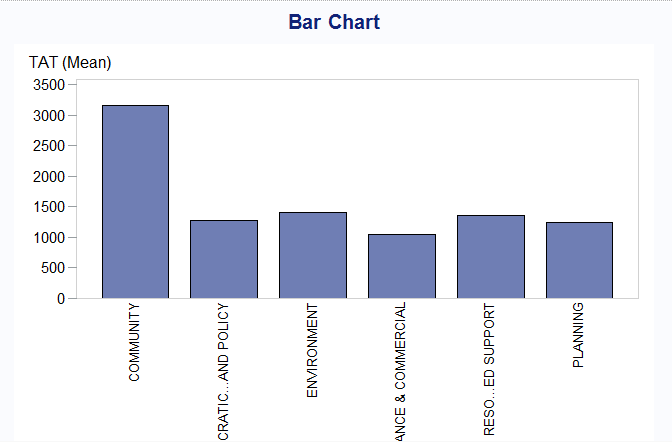 Bar Chart
TAT (Mean)
3500
3000
2500
2000
1500
1000
500
0
COMMUNITY
CRATIC...AND POLICY
ENVIRONMENT
ANCE & COMMERCIAL
RESO...ED SUPPORT
PLANNING